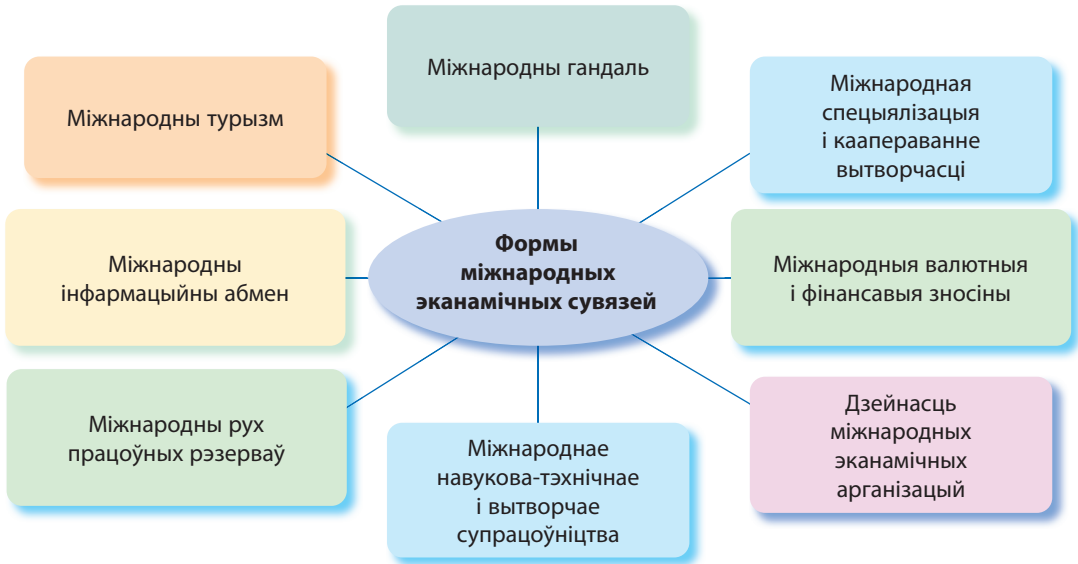 Міжнародны гандаль
Міжнародны турызм
Міжнародная
спецыялізацыя
і каапераванне
вытворчасці
Формы
міжнародных
эканамічных сувязей
Міжнародны
інфармацыйны абмен
Міжнародныя валютныя
і фінансавыя зносіны
Міжнародны рух
працоўных рэзерваў
Міжнароднае
навукова-тэхнічнае
і вытворчае
супрацоўніцтва
Дзейнасць
міжнародных
эканамічных
арганізацый